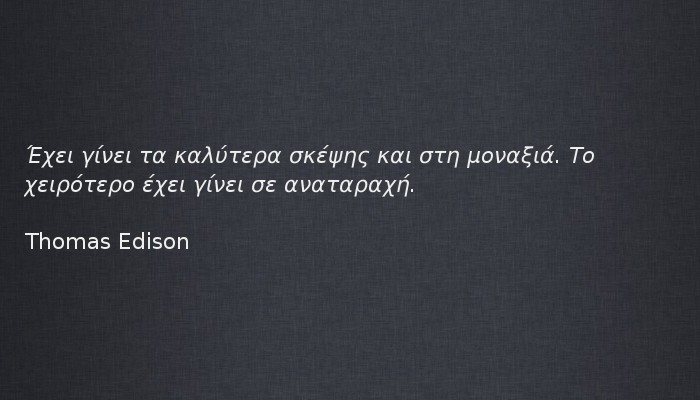 Έχει γίνει τα καλύτερα σκέψης και στη μοναξιά. Το
χειρότερο έχει γίνει σε αναταραχή.
Thomas Edison